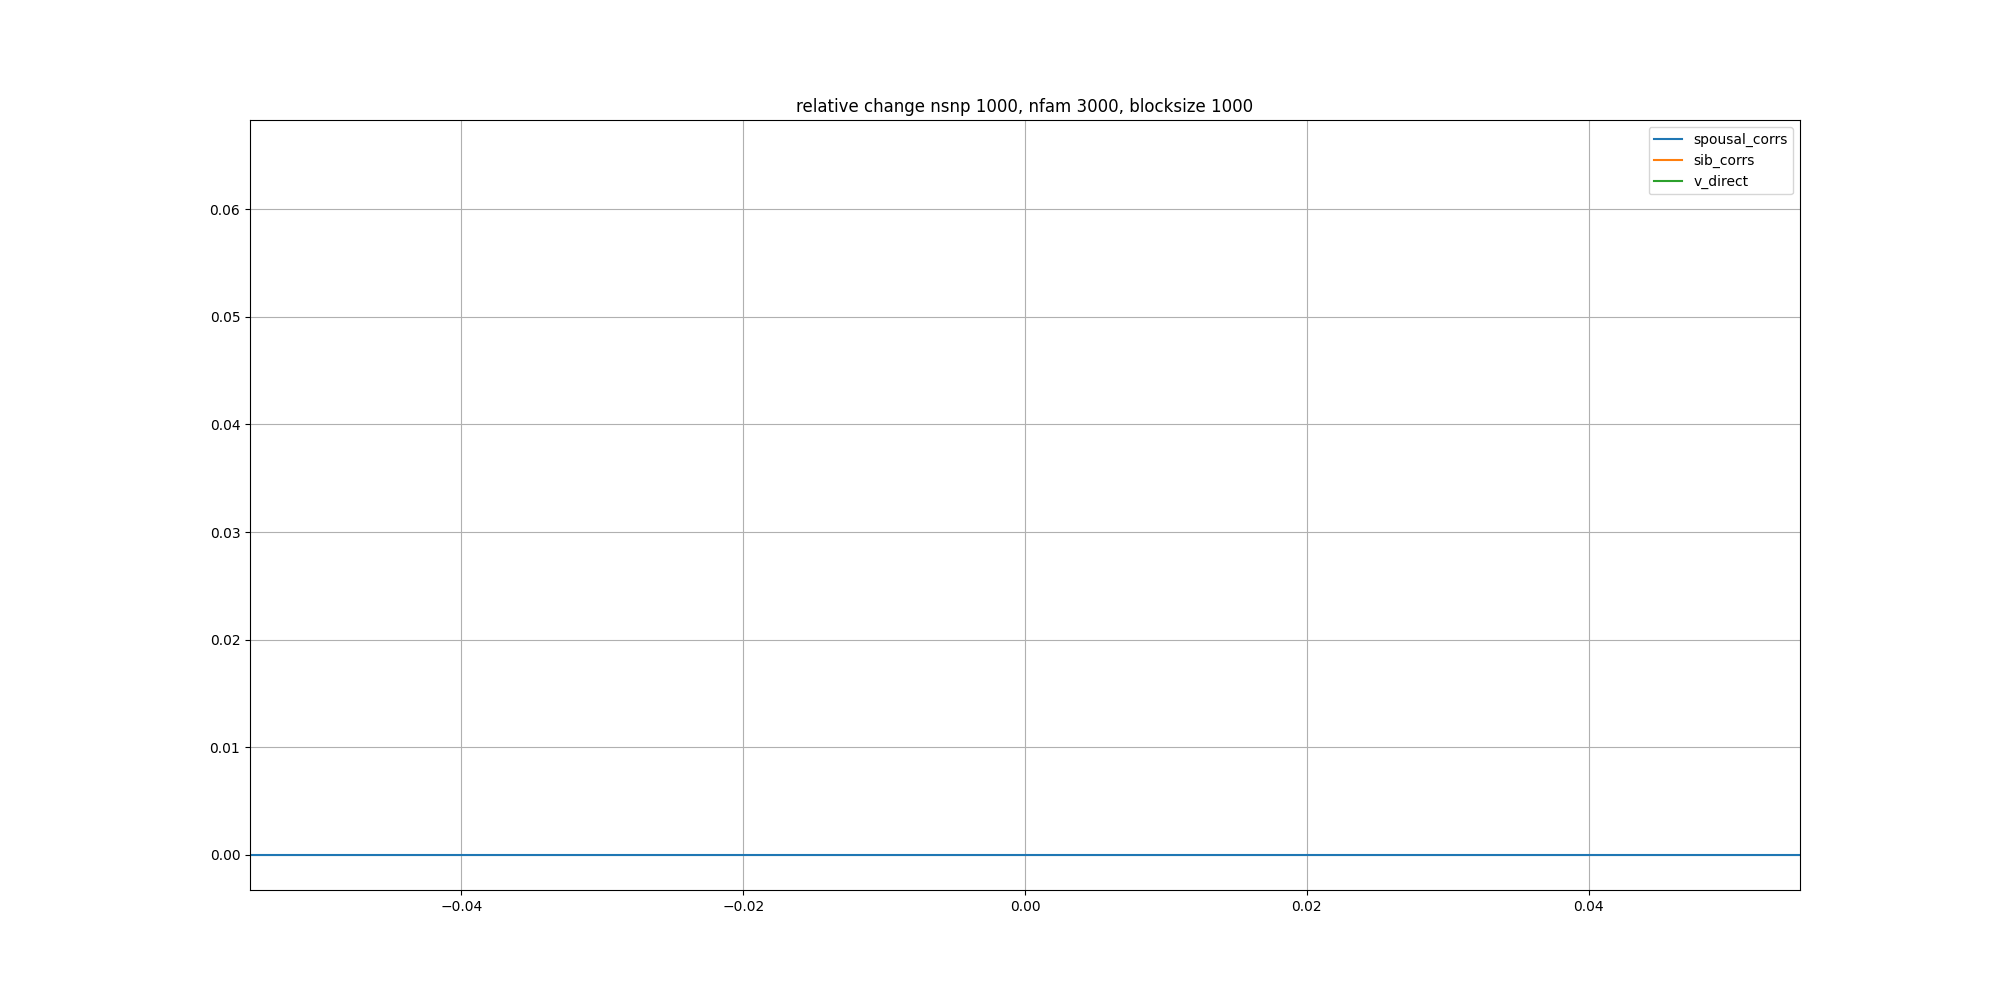 relative change nsnp 1000, nfam 3000, blocksize 1000
spousal_corrs
sib_corrs
v_direct
0.06
0.05
0.04
0.03
0.02
0.01
0.00
−0.04 −0.02 0.00 0.02 0.04